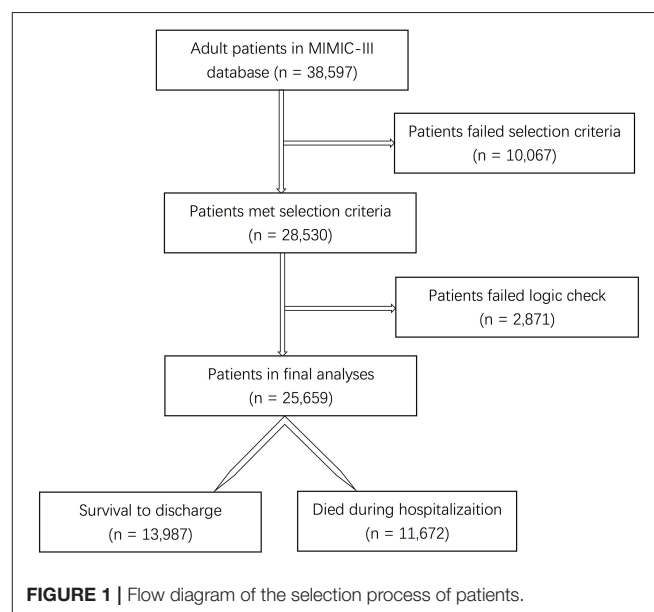 Adult patients in MIMIC-III
database (n = 38,597)
Patients failed selection criteria
(n = 10,067)
Patients met selection criteria
(n = 28,530)
Patients failed logic check
(n = 2,871)
Patients in final analyses
(n = 25,659)
Survival to discharge
(n = 13,987)
Died during hospitalizaition
(n = 11,672)
FIGURE 1 | Flow diagram of the selection process of patients.